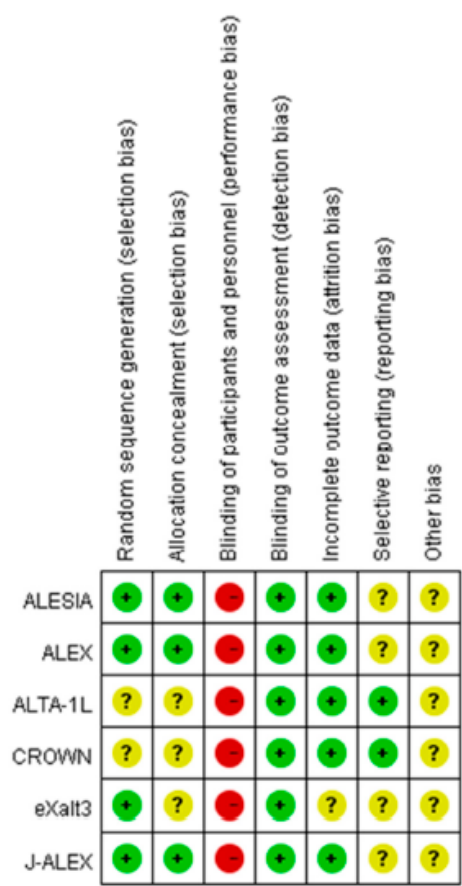 Random sequence generation (selection bias)
Allocation concealment (selection bias)
Blinding of participants and personnel (performance bias)
Blinding of outcome assessment (detection bias)
Incomplete outcome data (attrition bias)
Selective reporting (reporting bias)
Other bias
ALESIA + + - + + ? ?
ALEX + + - + + ? ?
ALTA-1L ? ? - + + + ?
CROWN ? ? - + + + ?
eXalt3 + ? - + ? ? ?
J-ALEX + + - + + ? ?